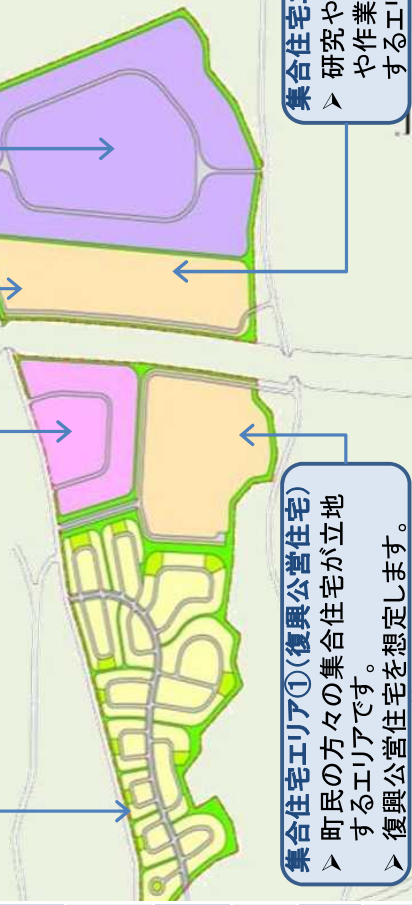 集合住宅エリア①(復興公営住宅)
➢ 町民の方々の集合住宅が立地
するエリアです。
➢ 復興公営住宅を想定します。
集合住宅
➢ 研究や
や作業
するエリ